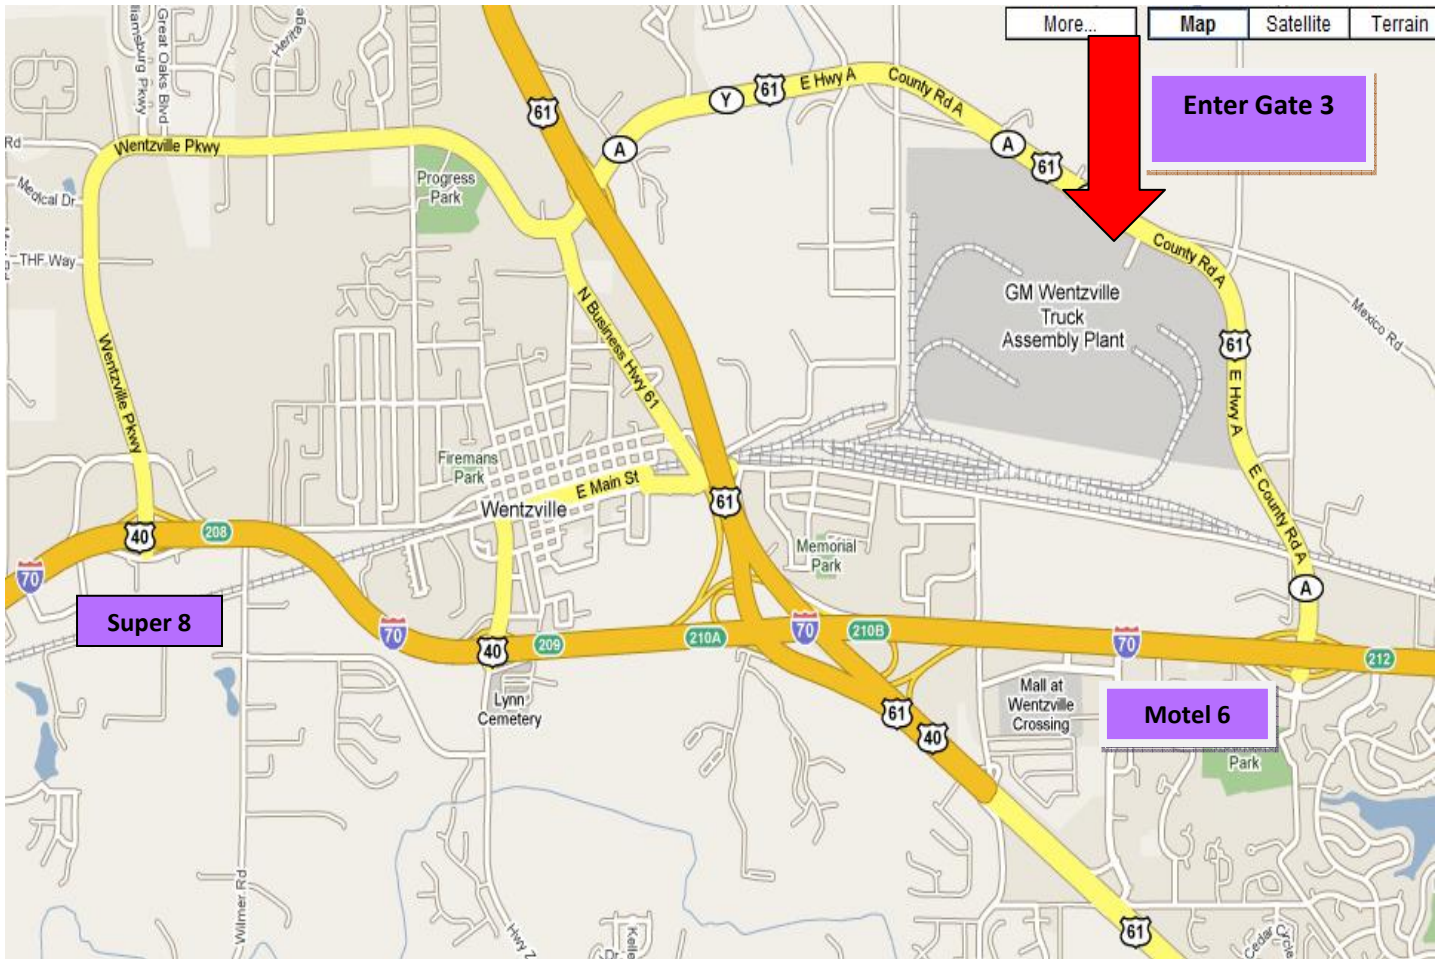 More...
Map
Satellite
Terrain
Enter Gate 3
Great Oaks Blvd
Heritage
61
Y
61
E Hwy A
County Rd A
A
A
61
Rd
Wentzville Pkwy
Medical Dr
Progress
Park
THF Way
County Rd A
GM Wentzville
Truck
Assembly Plant
Mexico Rd
N Business Hwy 61
61
E Hwy A
Wentzville Pkwy
Firemans
Park
E Main St
61
Wentzville
E County Rd A
40
208
Memorial
Park
70
A
Super 8
70
40
209
210A
70
210B
70
212
Lynn
Cemetery
Mall at
Wentzville
Crossing
61
40
Motel 6
Park
Wilmer Rd
Hwy Z
61
Cedar
Cycle